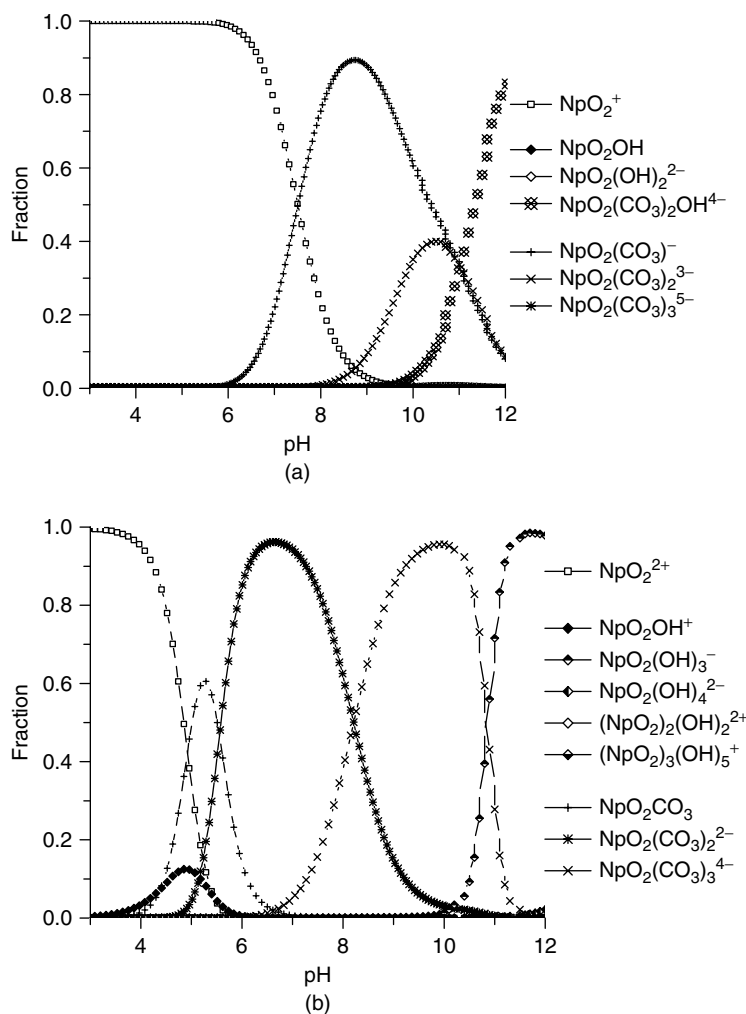 1.0
0.8
0.6
0.4
0.2
0.0
Fraction
4 6 8 10 12
pH
(a)
NpO₂⁺
NpO₂OH
NpO₂(OH)₂²⁻
NpO₂(CO₃)₂OH⁴⁻
NpO₂(CO₃)⁻
NpO₂(CO₃)₂³⁻
NpO₂(CO₃)₃⁵⁻
1.0
0.8
0.6
0.4
0.2
0.0
Fraction
4 6 8 10 12
pH
(b)
NpO₂²⁺
NpO₂OH⁺
NpO₂(OH)₃⁻
NpO₂(OH)₄²⁻
(NpO₂)₂(OH)₂²⁺
(NpO₂)₃(OH)₅⁺
NpO₂CO₃
NpO₂(CO₃)₂²⁻
NpO₂(CO₃)₃⁴⁻